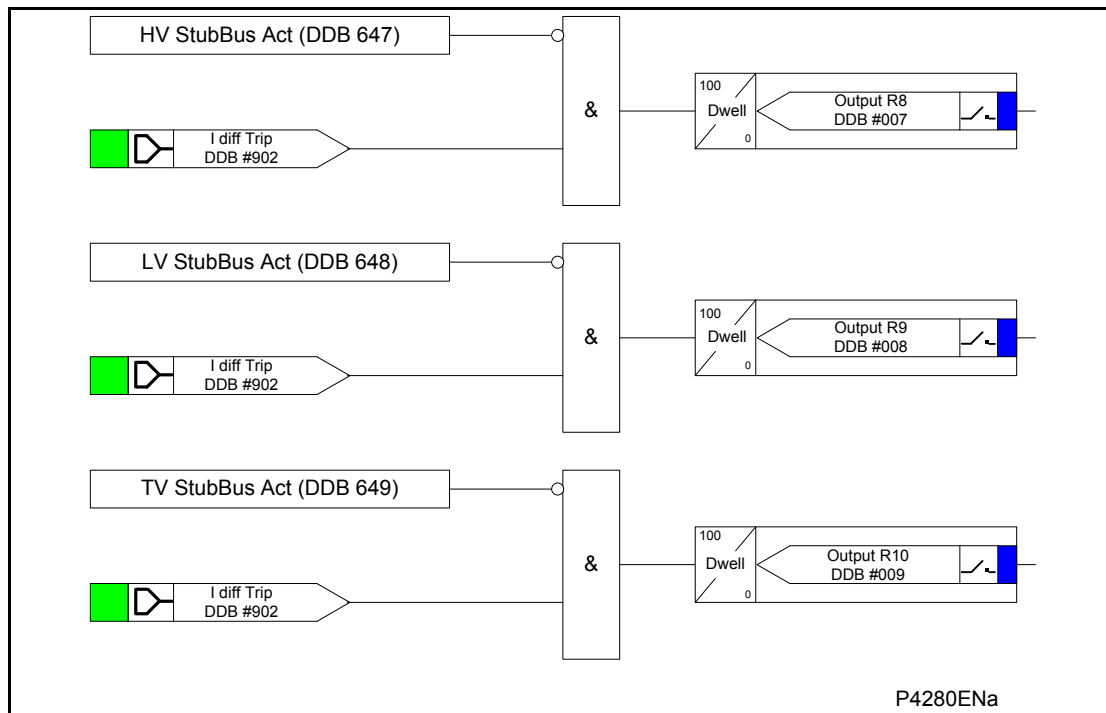 HV StubBus Act (DDB 647)
I diff Trip
DDB #902
&
100
Dwell
0
Output R8
DDB #007
LV StubBus Act (DDB 648)
I diff Trip
DDB #902
&
100
Dwell
0
Output R9
DDB #008
TV StubBus Act (DDB 649)
I diff Trip
DDB #902
&
100
Dwell
0
Output R10
DDB #009
P4280ENa